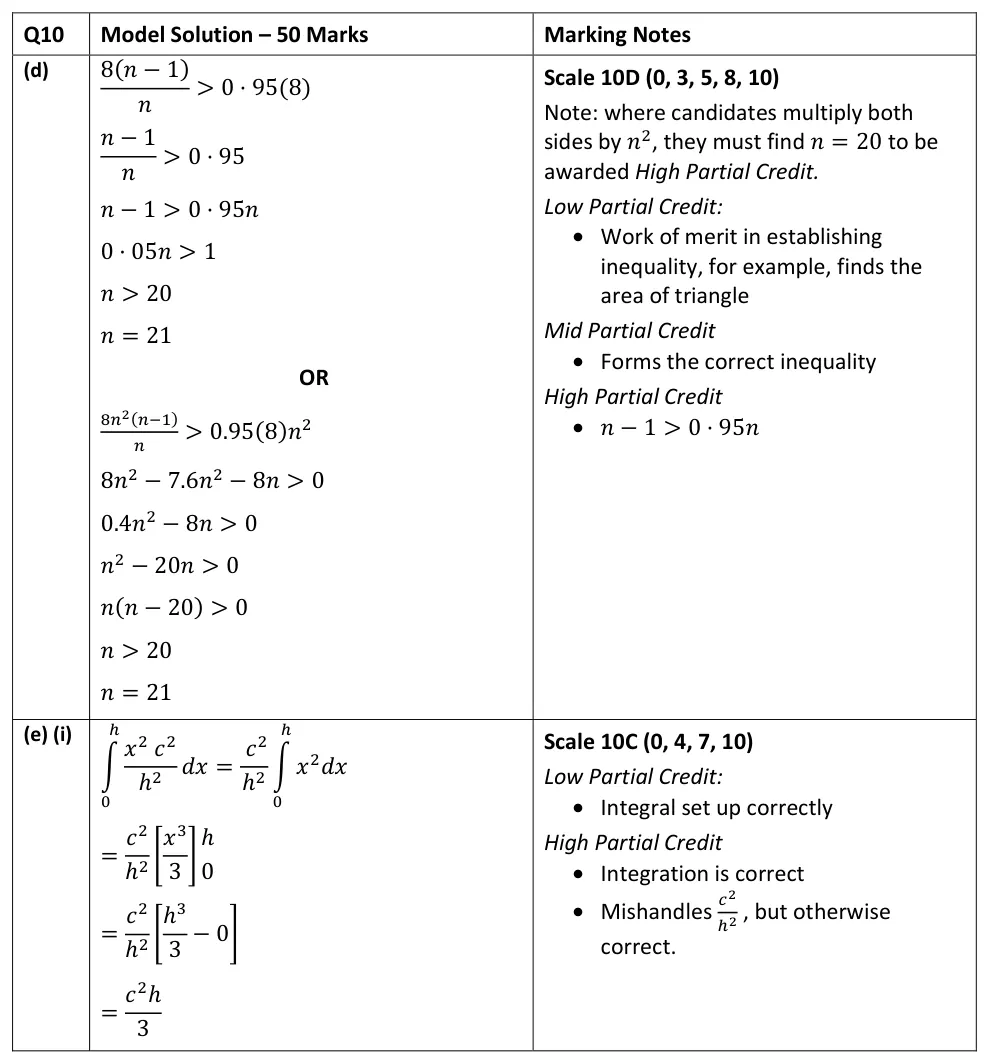 Q10 Model Solution – 50 Marks Marking Notes
(d)
8(n − 1)/n > 0 · 95(8)
(n − 1)/n > 0 · 95
n − 1 > 0 · 95n
0 · 05n > 1
n > 20
n = 21
OR
8n²(n−1)/n > 0.95(8)n²
8n² − 7.6n² − 8n > 0
0.4n² − 8n > 0
n² − 20n > 0
n(n − 20) > 0
n > 20
n = 21
Scale 10D (0, 3, 5, 8, 10)
Note: where candidates multiply both
sides by n², they must find n = 20 to be
awarded High Partial Credit.
Low Partial Credit:
• Work of merit in establishing
inequality, for example, finds the
area of triangle
Mid Partial Credit
• Forms the correct inequality
High Partial Credit
• n − 1 > 0 · 95n
(e) (i)
∫₀ʰ (x² c²)/h² dx = c²/h² ∫₀ʰ x² dx
= c²/h² [x³/3] h 0
= c²/h² [h³/3 − 0]
= c²h/3
Scale 10C (0, 4, 7, 10)
Low Partial Credit:
• Integral set up correctly
High Partial Credit
• Integration is correct
• Mishandles c²/h² , but otherwise
correct.